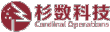 杉数科技
Cardinal Operations